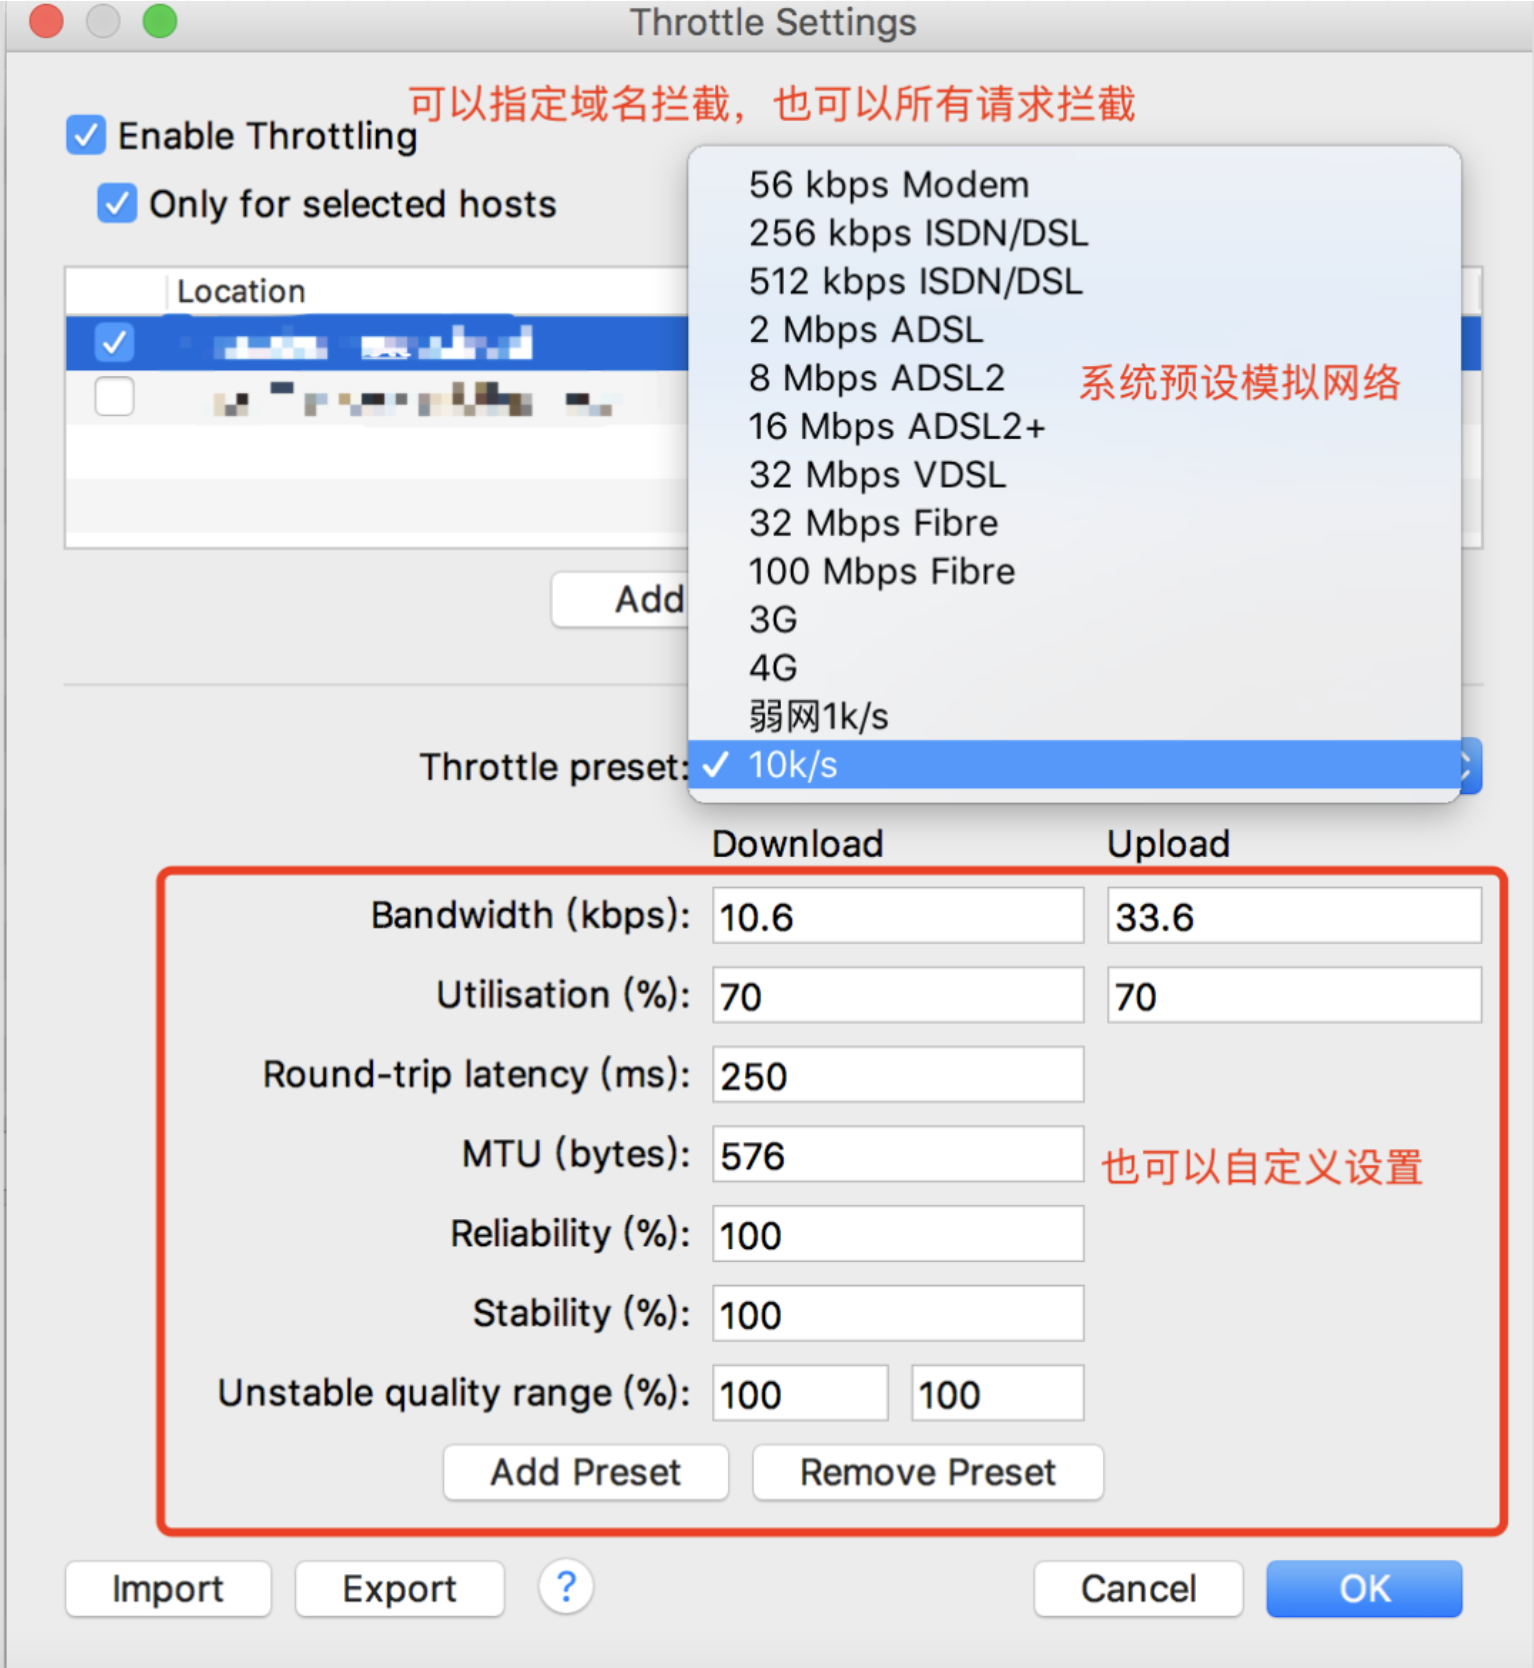 Throttle Settings
可以指定域名拦截，也可以所有请求拦截
Enable Throttling
Only for selected hosts
Location
Add
56 kbps Modem
256 kbps ISDN/DSL
512 kbps ISDN/DSL
2 Mbps ADSL
8 Mbps ADSL2
系统预设模拟网络
16 Mbps ADSL2+
32 Mbps VDSL
32 Mbps Fibre
100 Mbps Fibre
3G
4G
弱网1k/s
Throttle preset: ✓ 10k/s
Download Upload
Bandwidth (kbps): 10.6 33.6
Utilisation (%): 70 70
Round-trip latency (ms): 250
MTU (bytes): 576
也可以自定义设置
Reliability (%): 100
Stability (%): 100
Unstable quality range (%): 100 100
Add Preset Remove Preset
Import Export ? Cancel OK